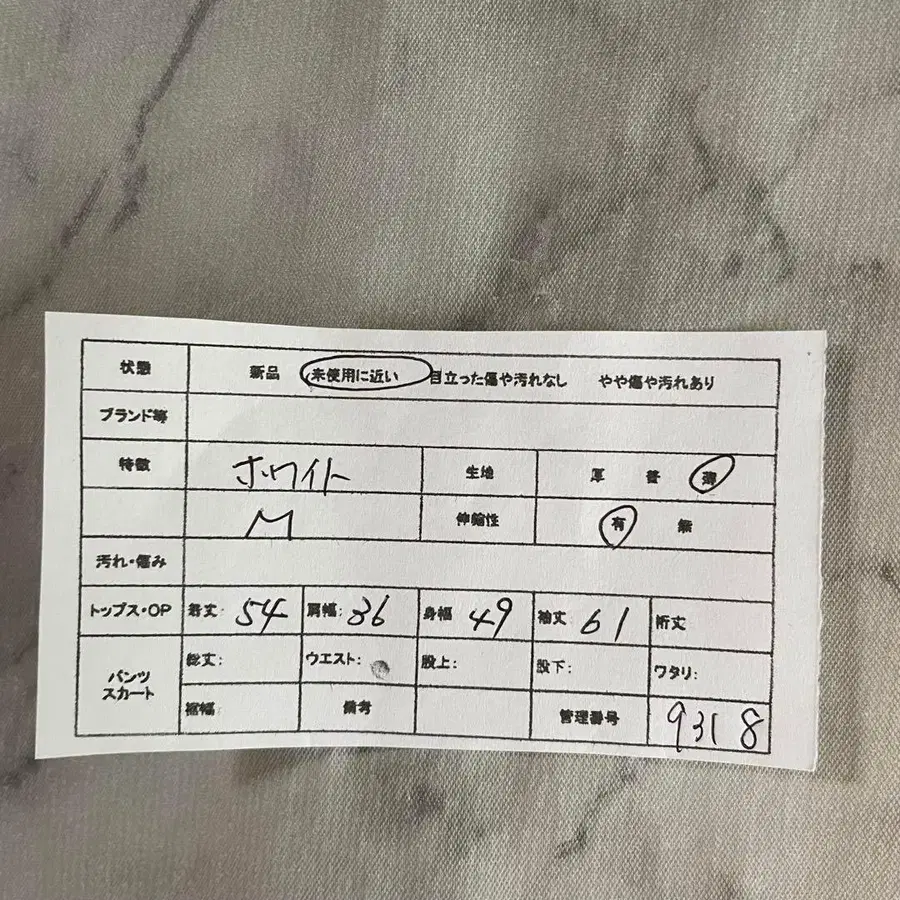 状態 新品 未使用に近い 目立った傷や汚れなし やや傷や汚れあり
ブランド等
特徴 ホワイト 生地 厚 普 薄
M 伸縮性 有 無
汚れ・傷み
トップス・OP 着丈: 54 肩幅: 36 身幅 49 袖丈 61 裄丈
パンツ スカート 総丈: ウエスト: 股上: 股下: ワタリ:
裾幅: 備考 管理番号 9318